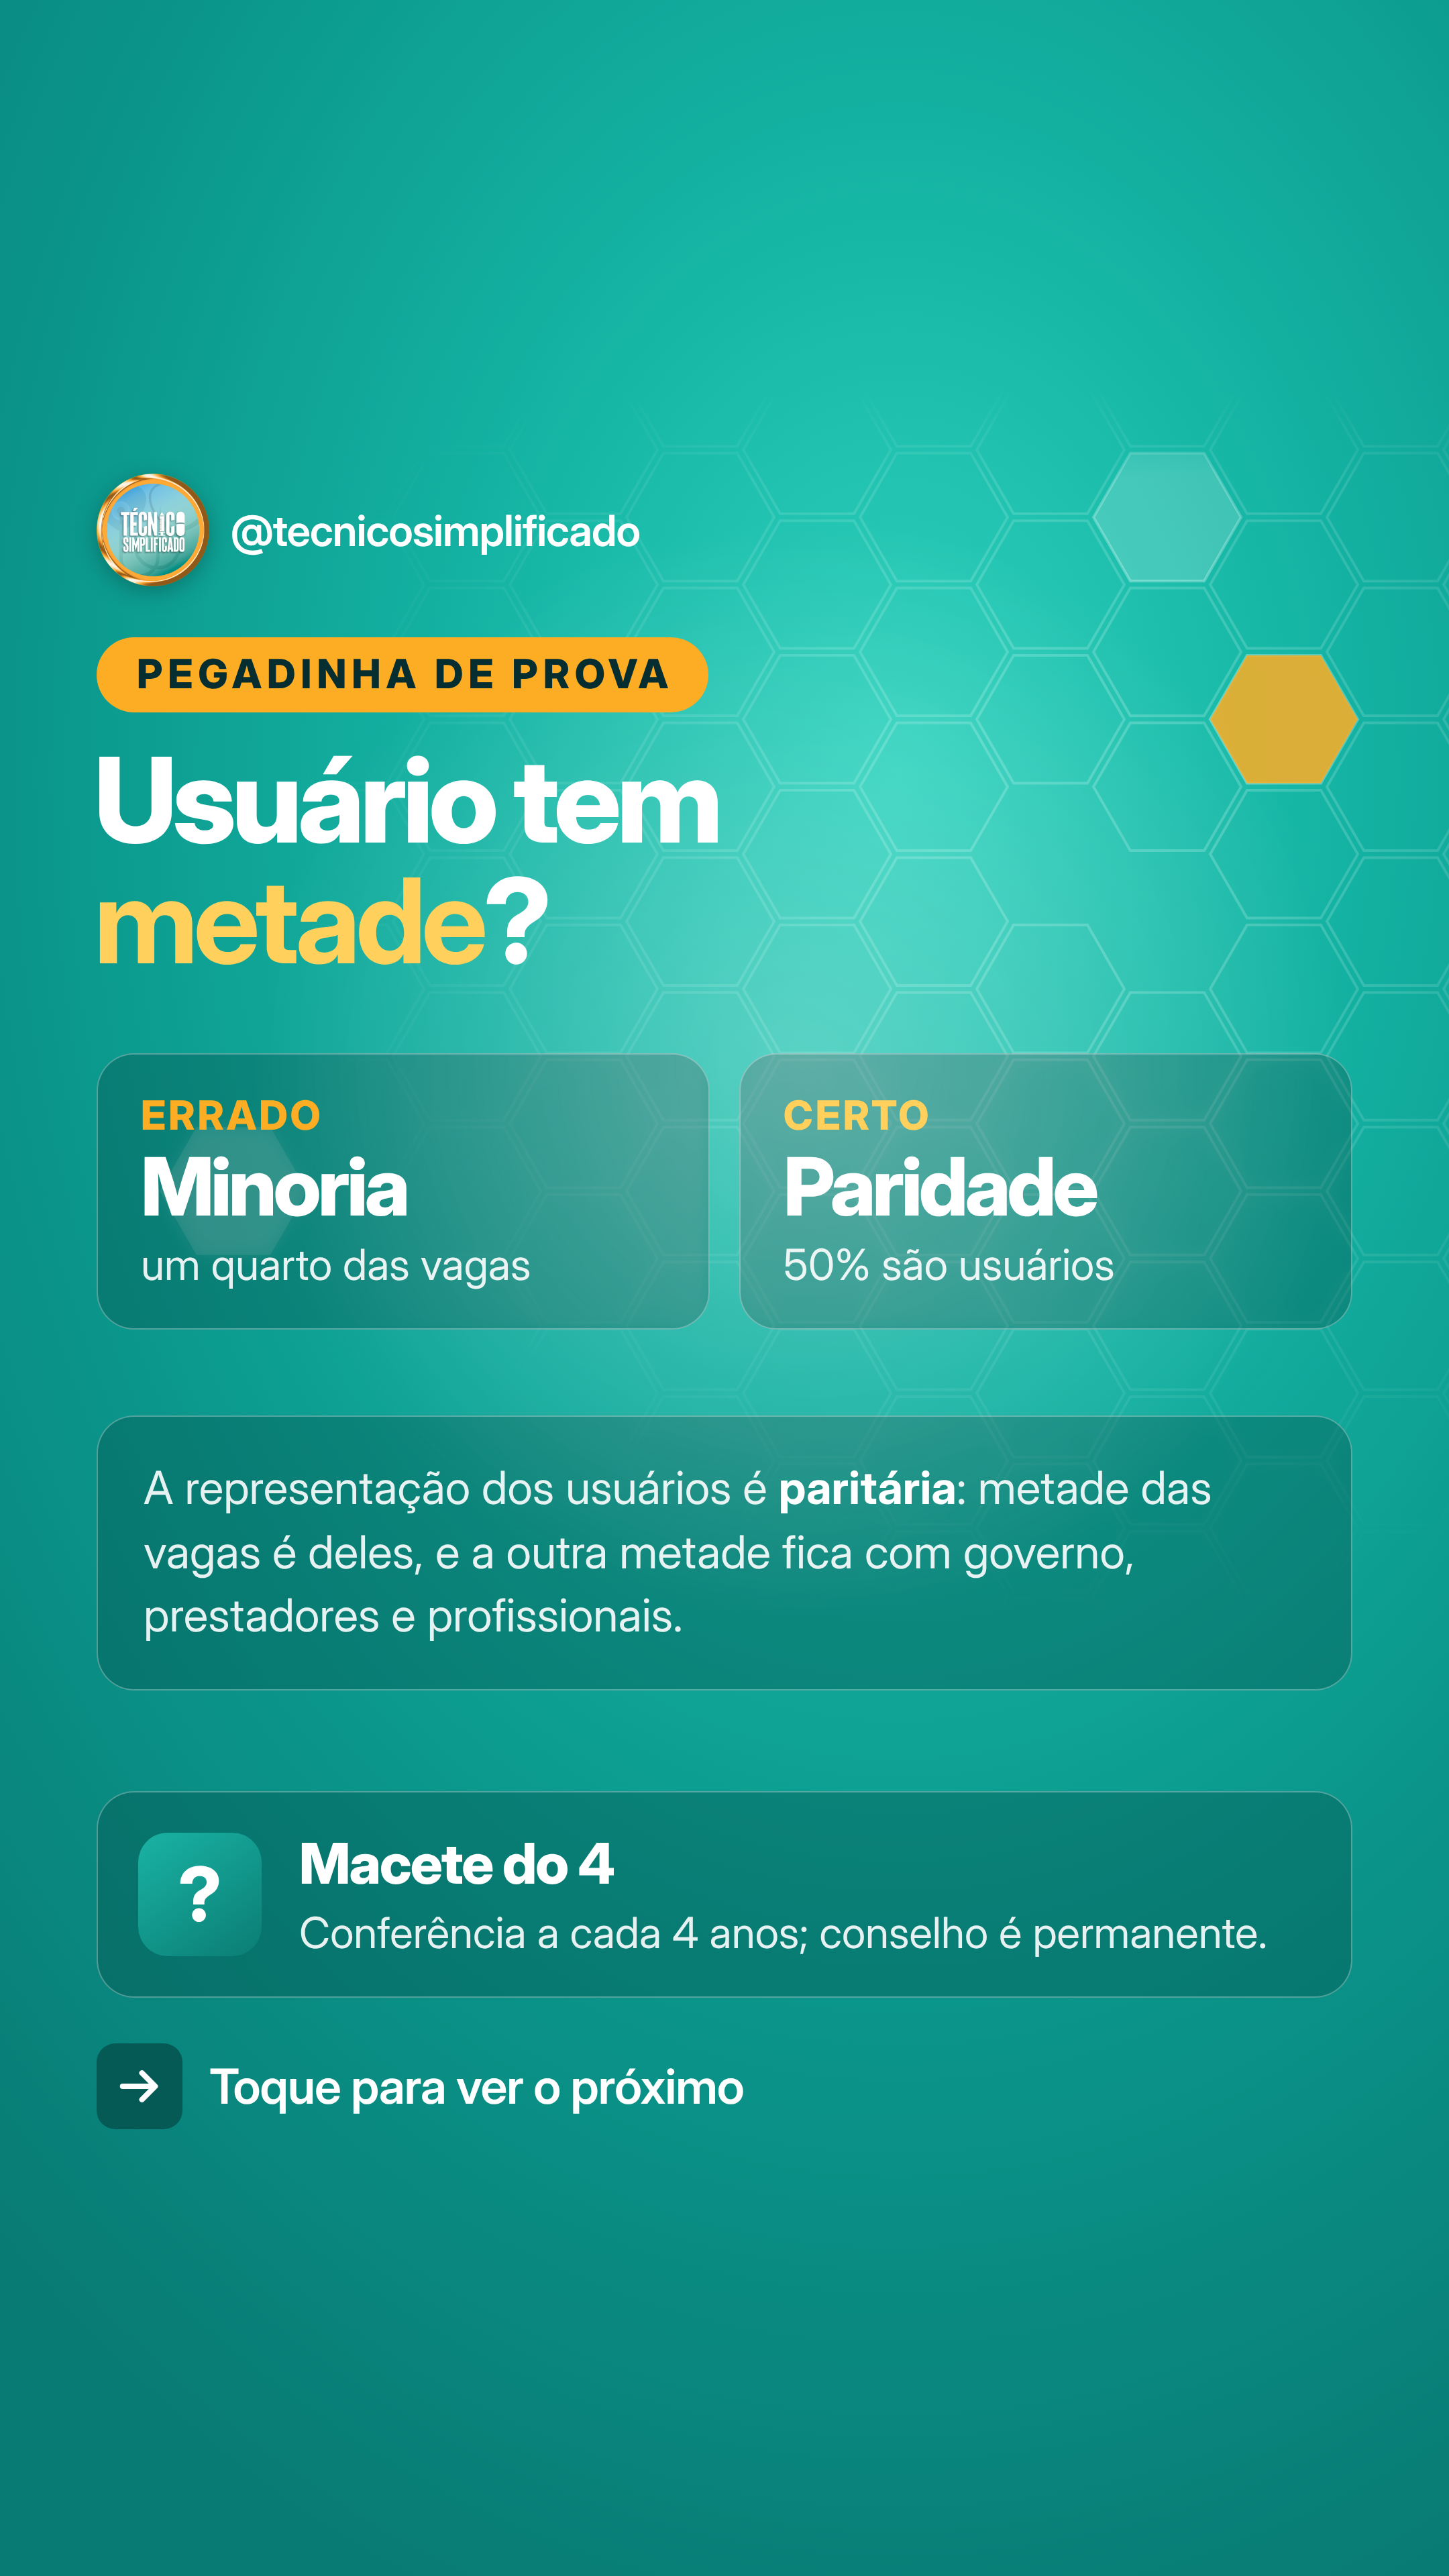 TÉCNICO
SIMPLIFICADO
@tecnicosimplificado
PEGADINHA DE PROVA
Usuário tem
metade?
ERRADO
Minoria
um quarto das vagas
CERTO
Paridade
50% são usuários
A representação dos usuários é paritária: metade das
vagas é deles, e a outra metade fica com governo,
prestadores e profissionais.
?
Macete do 4
Conferência a cada 4 anos; conselho é permanente.
→ Toque para ver o próximo